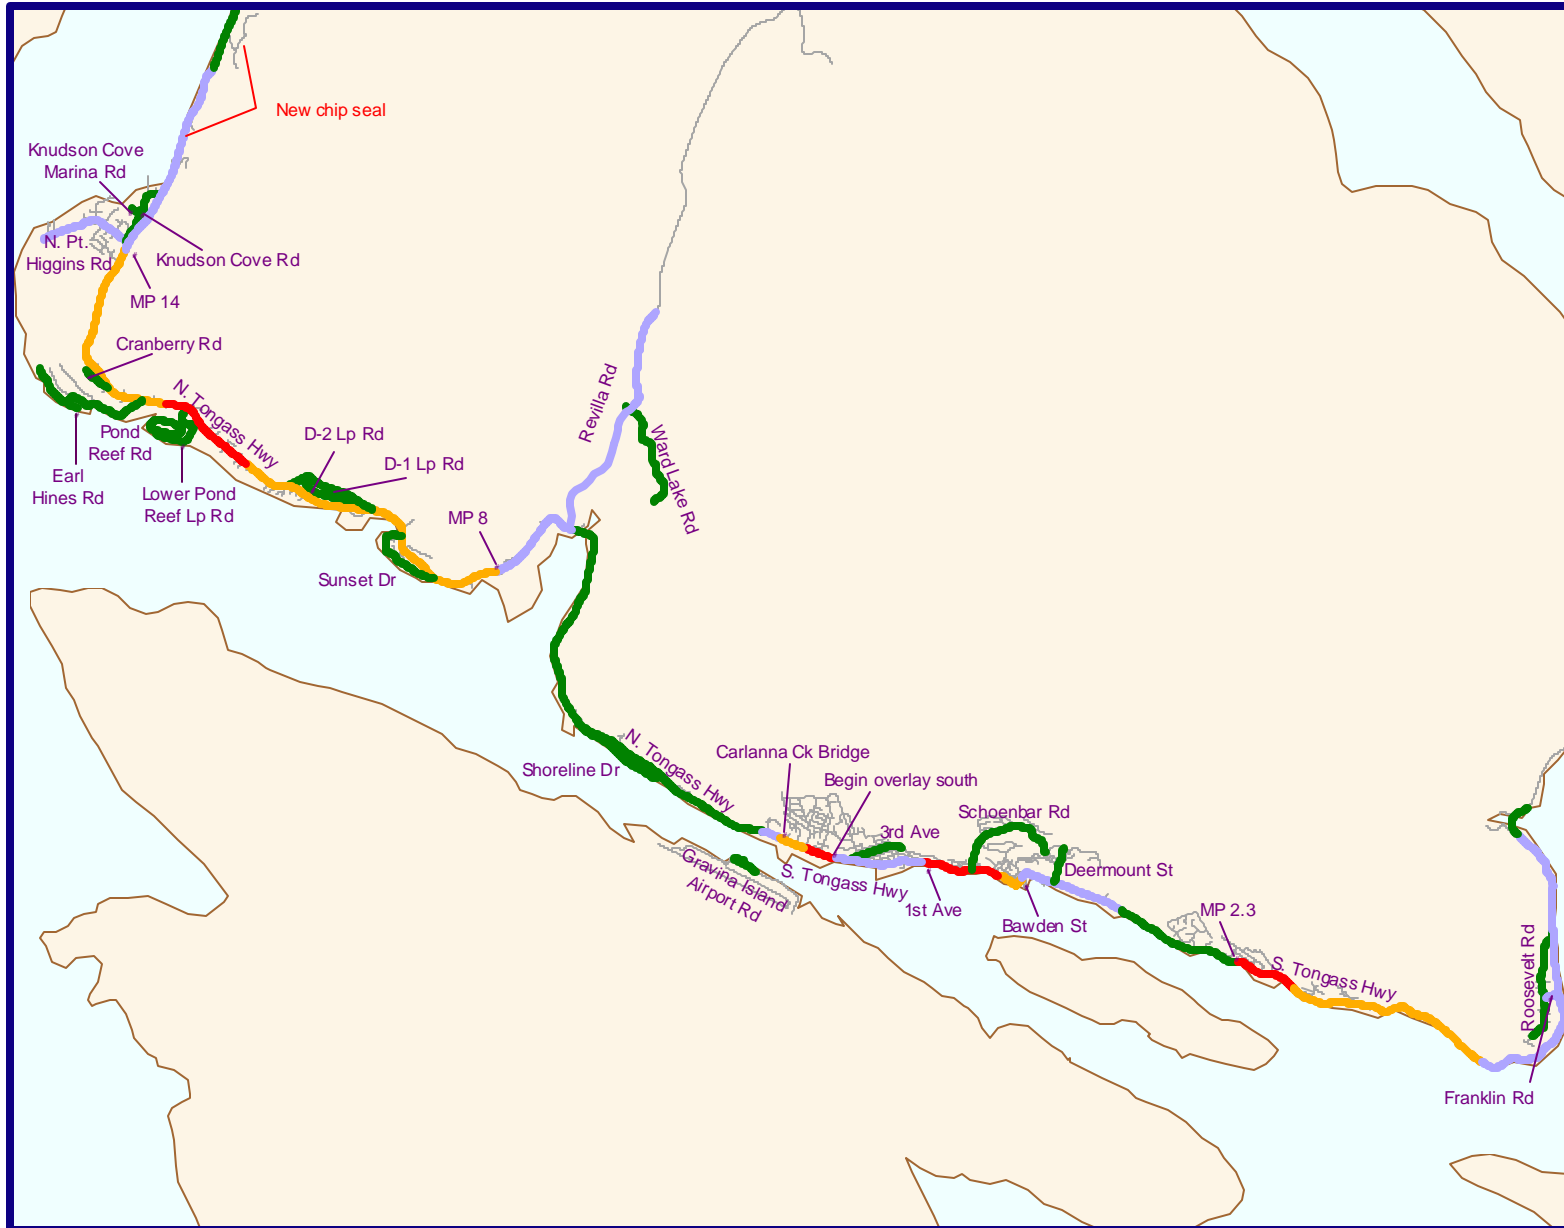 New chip seal
Knudson Cove
Marina Rd
N. Pt.
Higgins Rd
Knudson Cove Rd
MP 14
Cranberry Rd
N. Tongass Hwy
Pond
Reef Rd
Earl
Hines Rd
Lower Pond
Reef Lp Rd
D-2 Lp Rd
D-1 Lp Rd
MP 8
Sunset Dr
Revilla Rd
Ward Lake Rd
Shoreline Dr
N. Tongass Hwy
Carlanna Ck Bridge
Begin overlay south
3rd Ave
Schoenbar Rd
Deermount St
Gravina Island
Airport Rd
S. Tongass Hwy
1st Ave
Bawden St
MP 2.3
S. Tongass Hwy
Roosevelt Rd
Franklin Rd